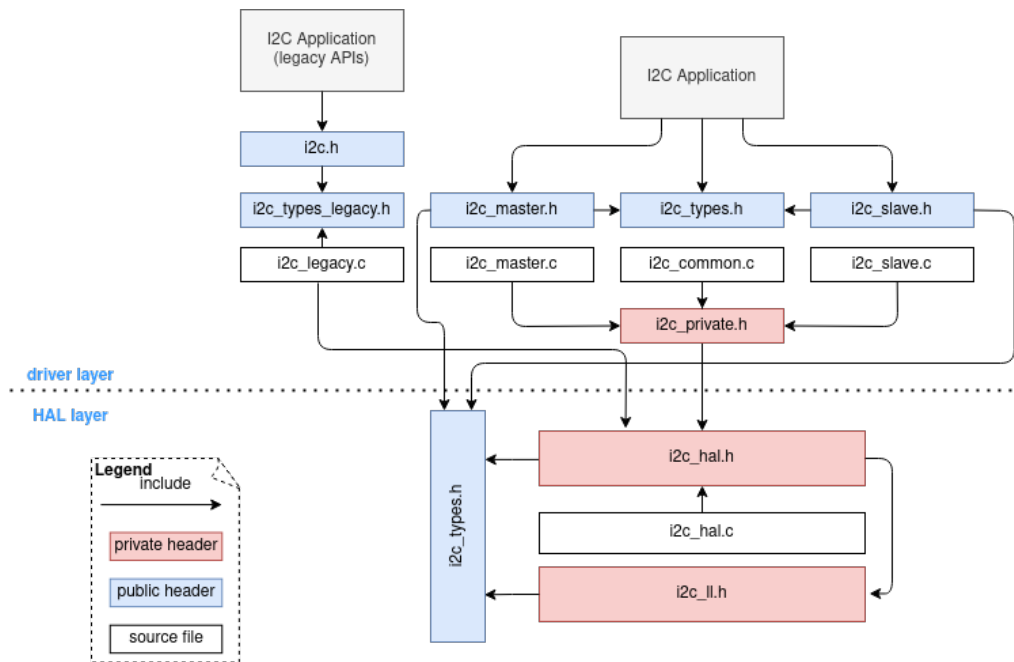 I2C Application
(legacy APIs)
I2C Application
i2c.h
i2c_types_legacy.h
i2c_master.h
i2c_types.h
i2c_slave.h
i2c_legacy.c
i2c_master.c
i2c_common.c
i2c_slave.c
i2c_private.h
driver layer
HAL layer
i2c_types.h
i2c_hal.h
i2c_hal.c
i2c_ll.h
Legend
include
private header
public header
source file